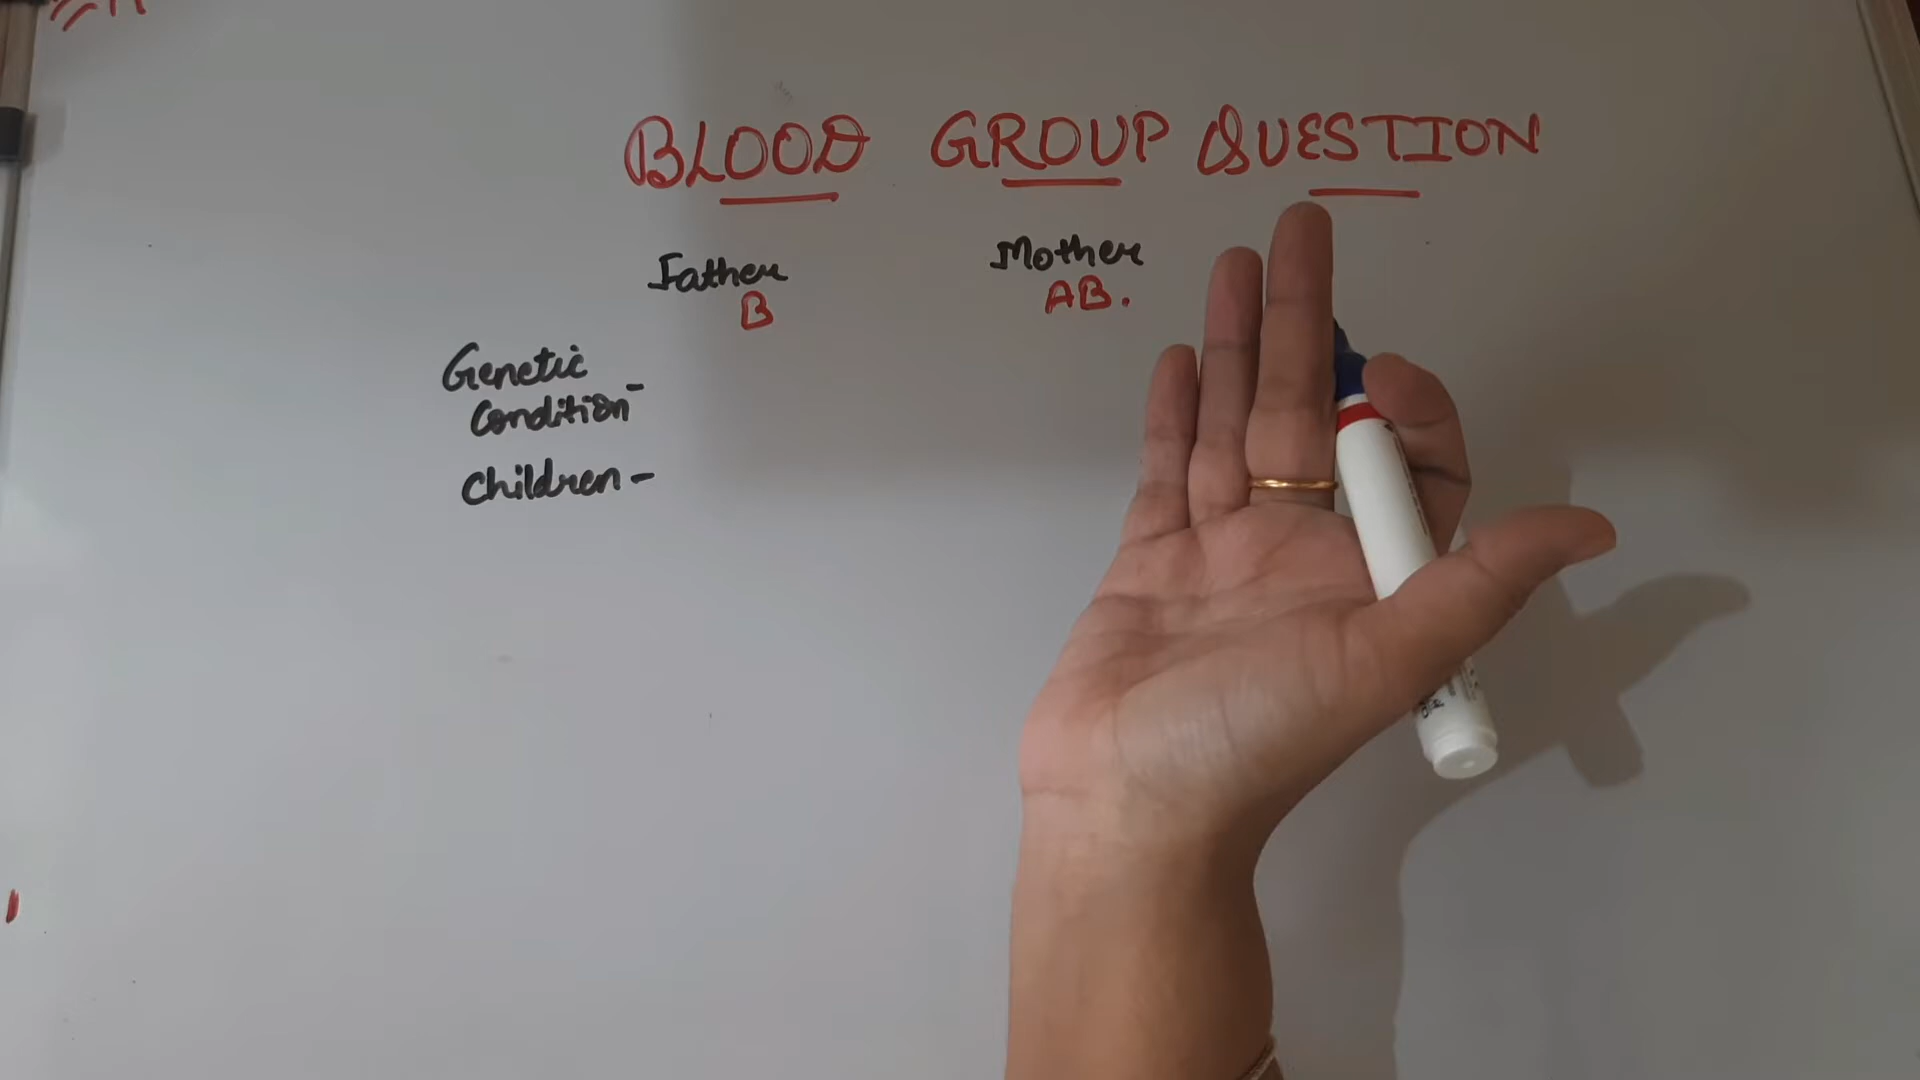 BLOOD GROUP QUESTION
Father
Mother
B
AB.
Genetic
Condition -
Children -